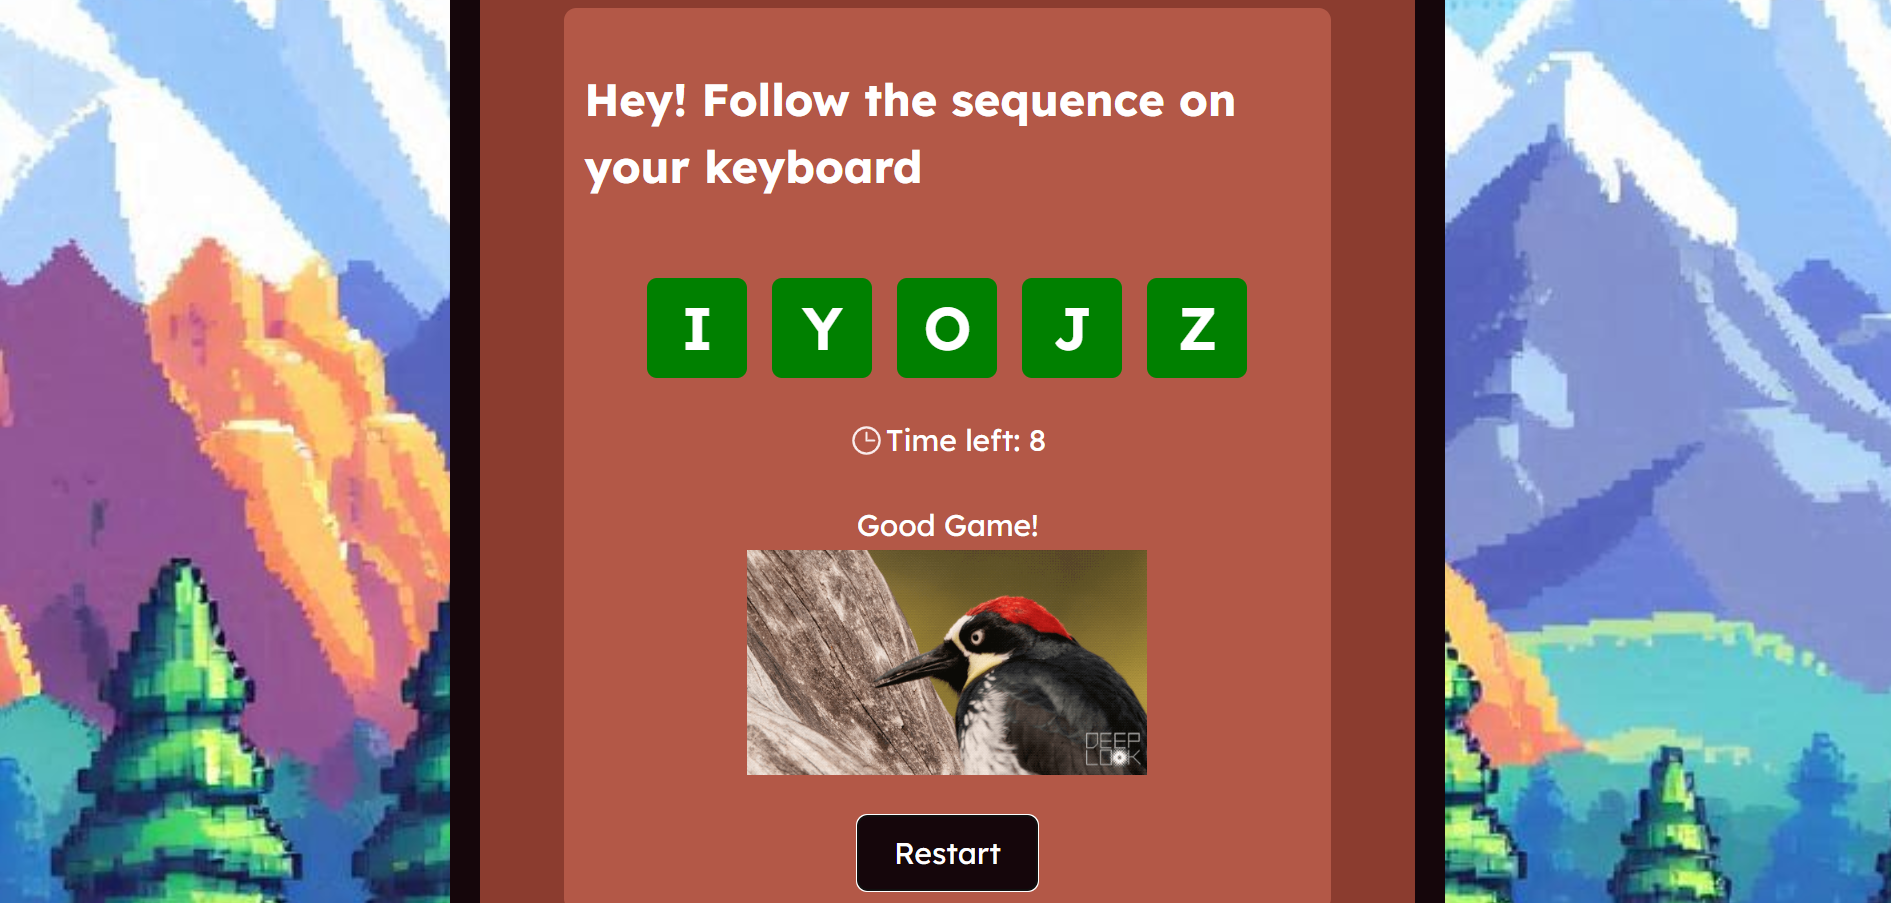 Hey! Follow the sequence on
your keyboard
I Y O J Z
Time left: 8
Good Game!
DEEP
LOOK
Restart